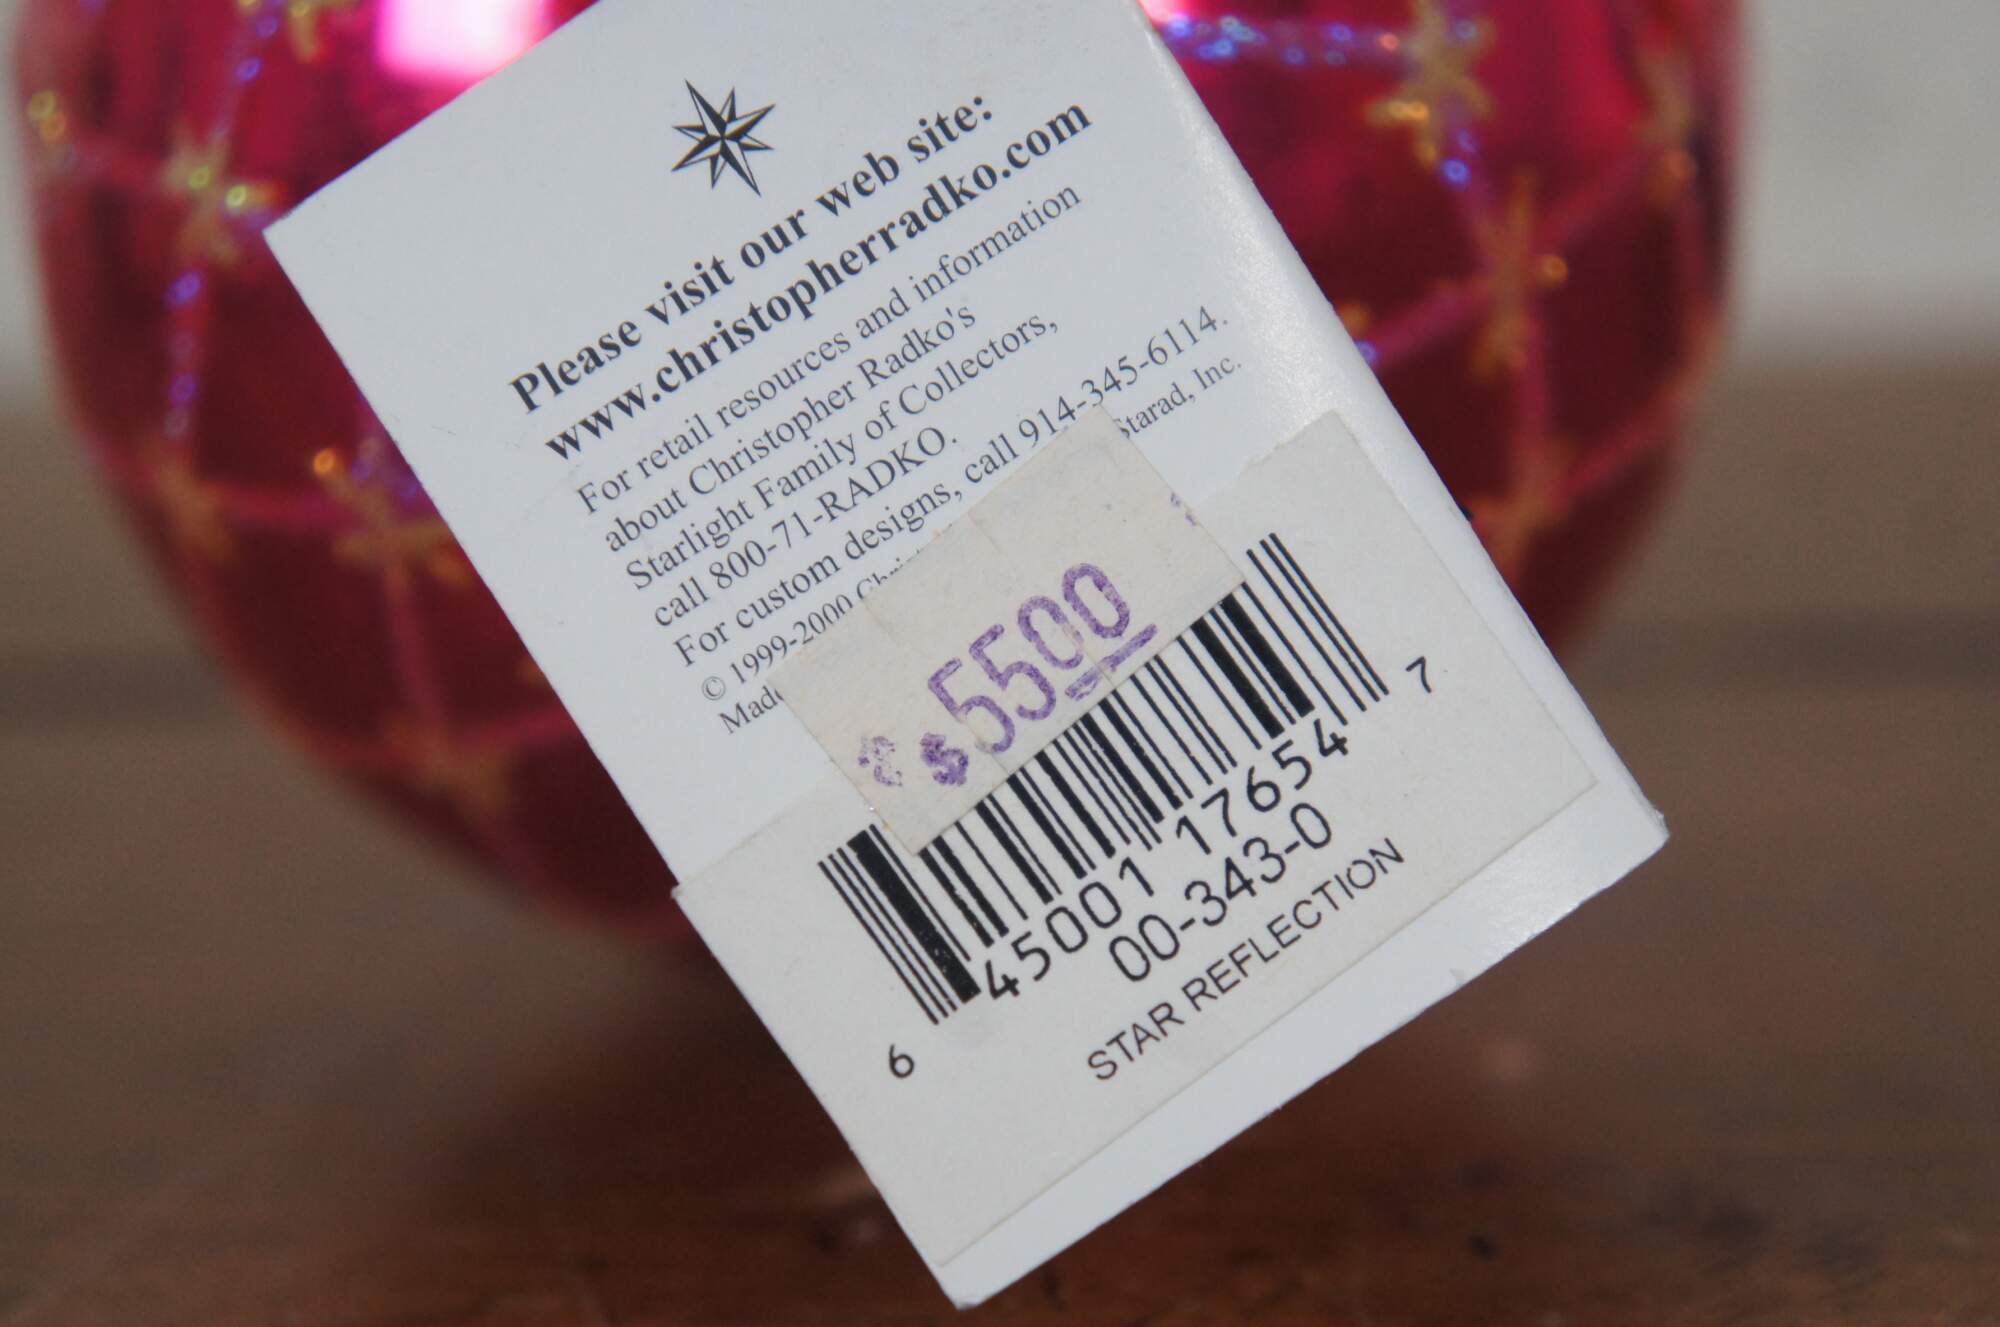 Please visit our web site:
www.christopherradko.com
For retail resources and information
about Christopher Radko's
Starlight Family of Collectors,
call 800-71-RADKO.
For custom designs, call 914-345-6114.
© 1999-2000 Starad, Inc.
$5500
6 45001 17654 7
00-343-0
STAR REFLECTION